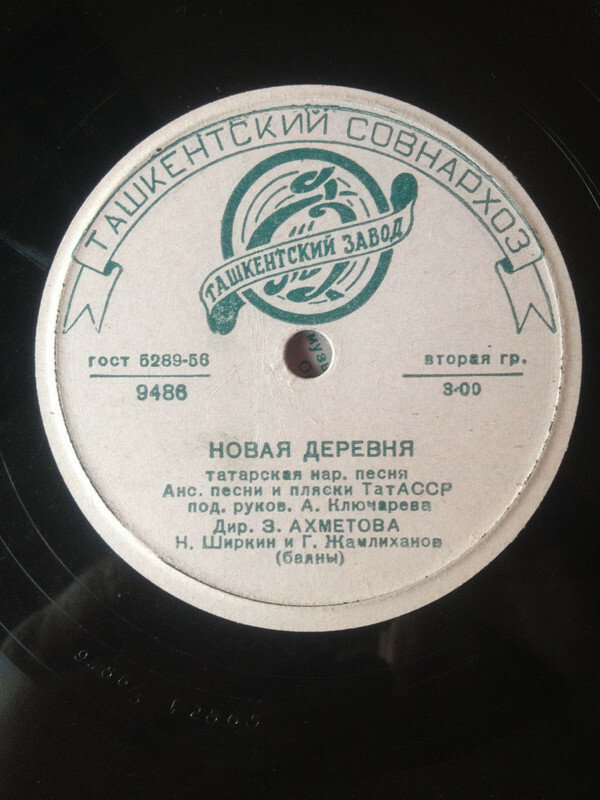 ТАШКЕНТСКИЙ СОВНАРХОЗ
ТАШКЕНТСКИЙ ЗАВОД
гост 5289-56
9486
вторая гр.
3-00
НОВАЯ ДЕРЕВНЯ
татарская нар. песня
Анс. песни и пляски ТатАССР
под. руков. А. Ключарева
Дир. З. АХМЕТОВА
Н. Ширкин и Г. Жамлиханов
(баяны)